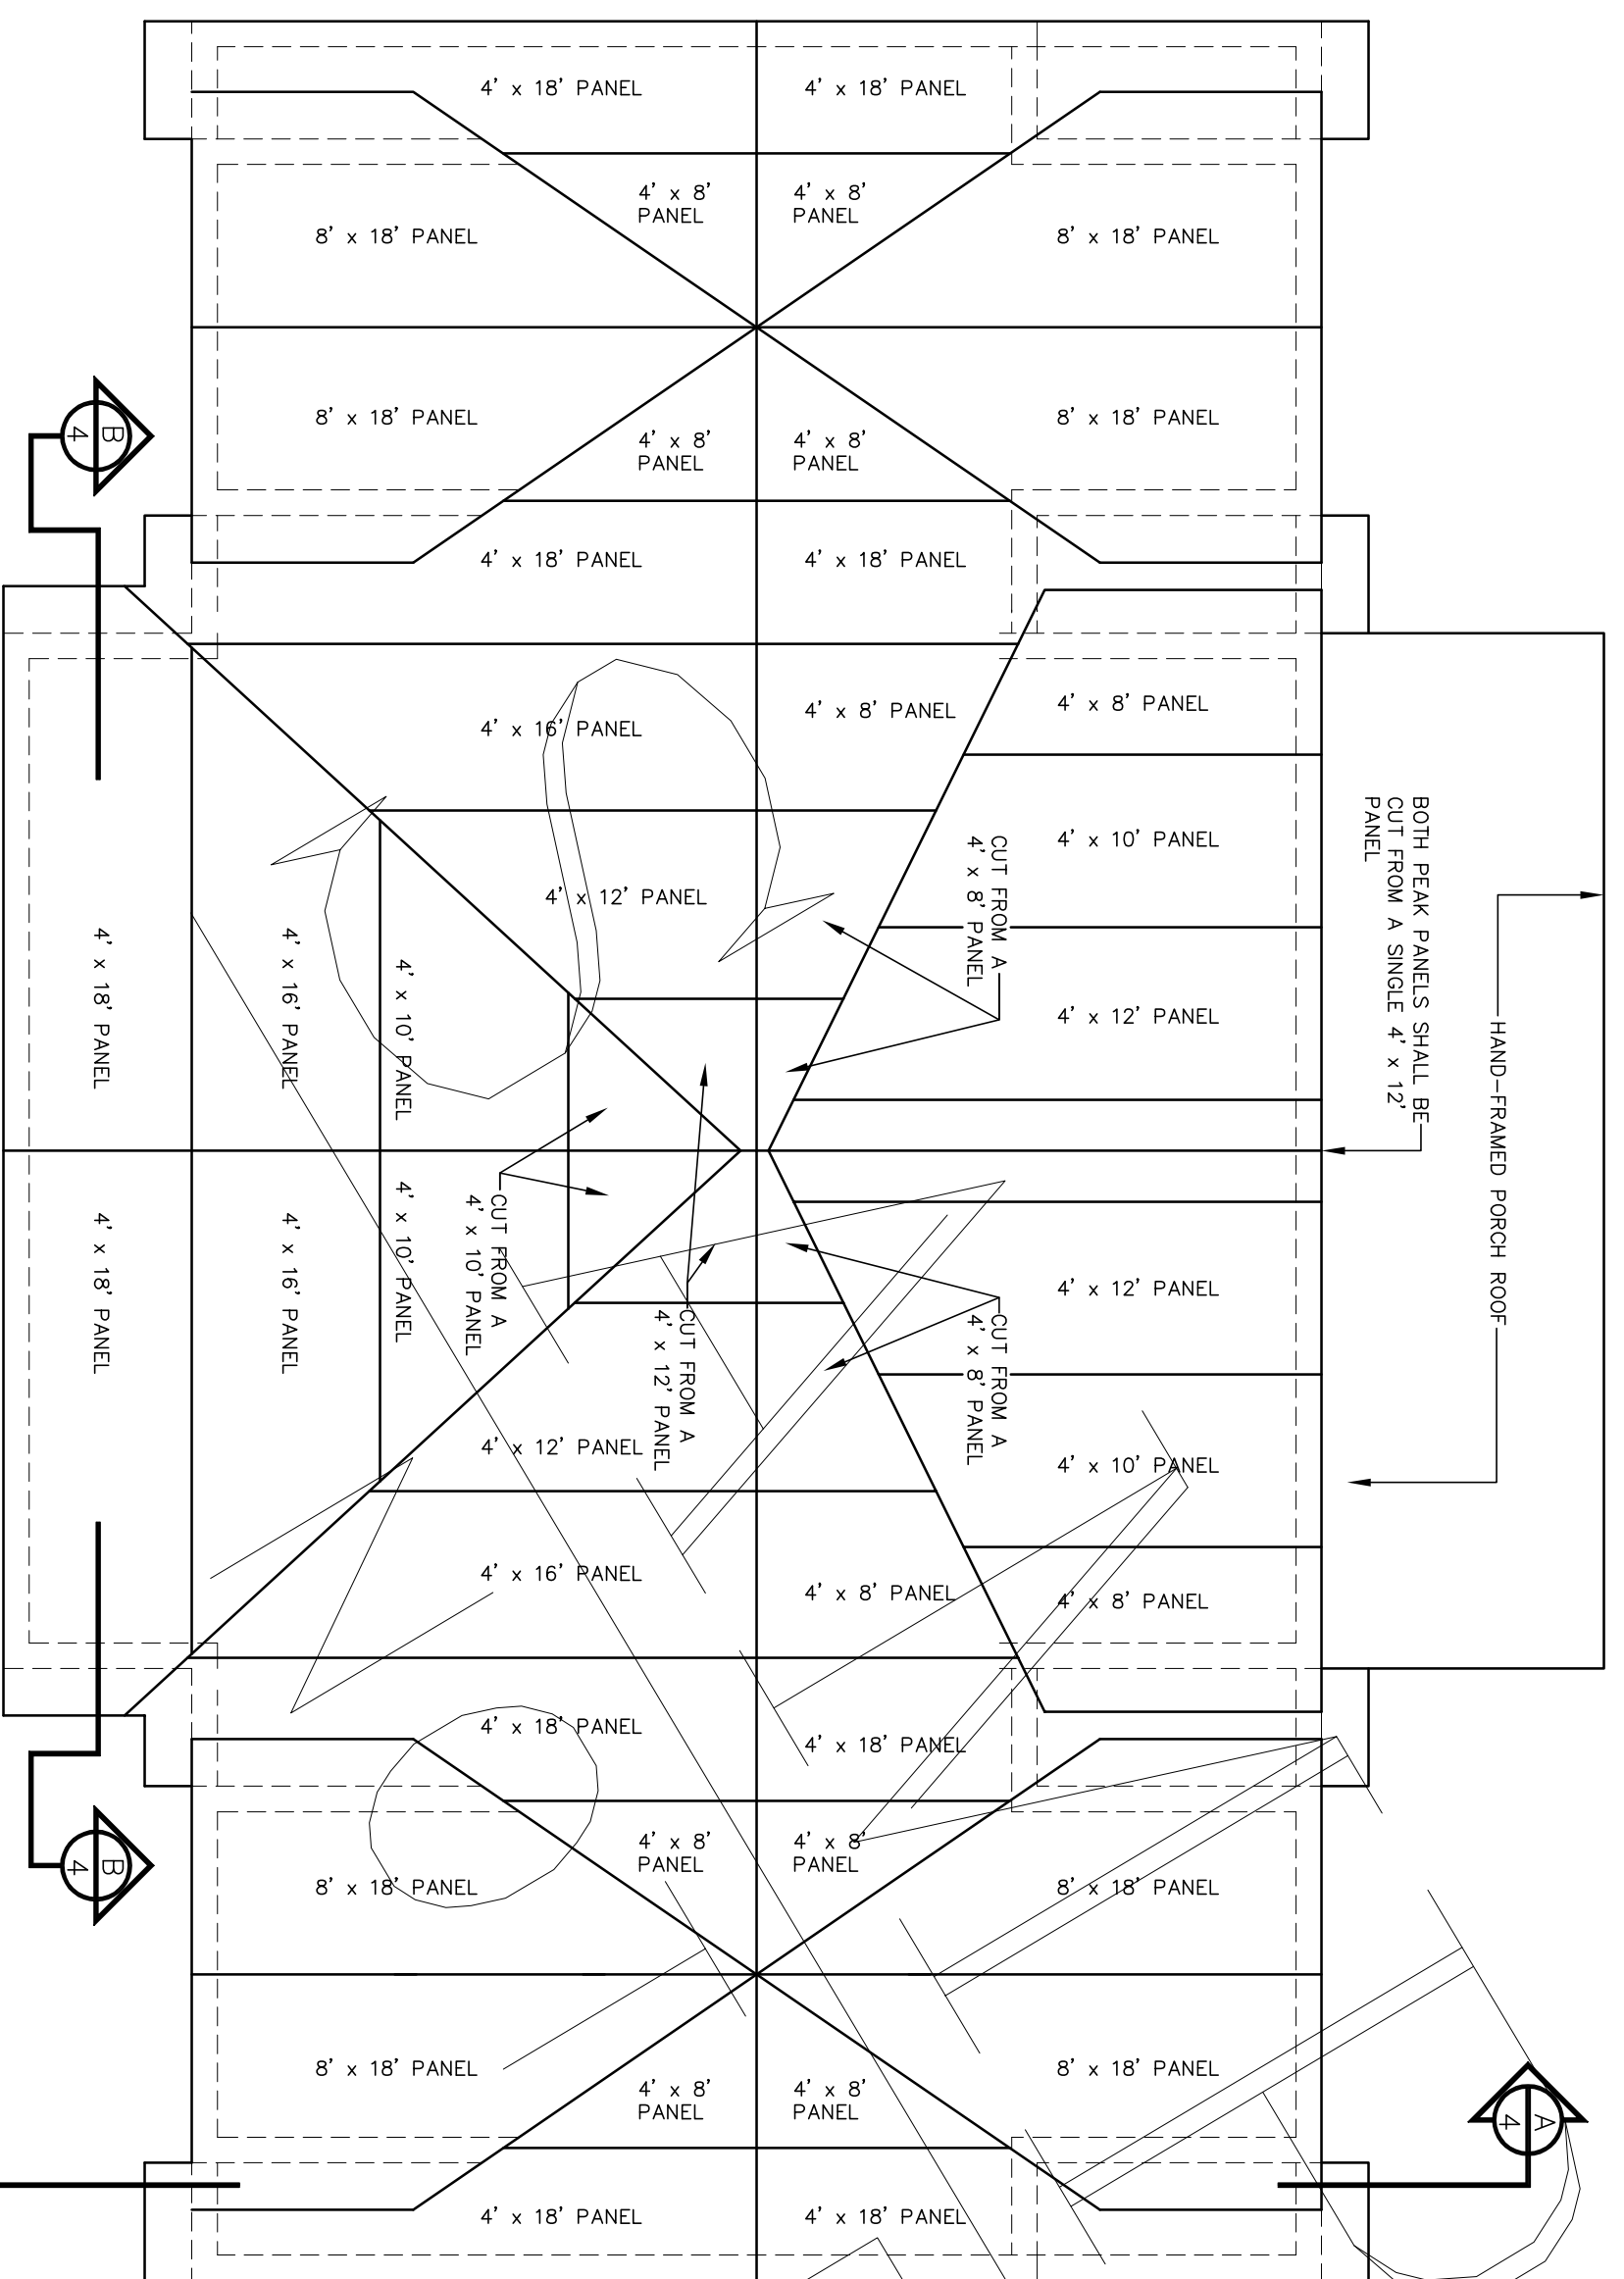 4' x 18' PANEL
4' x 18' PANEL
4' x 8'
PANEL
4' x 8'
PANEL
8' x 18' PANEL
8' x 18' PANEL
8' x 18' PANEL
4' x 8'
PANEL
4' x 8'
PANEL
8' x 18' PANEL
B
4
4' x 18' PANEL
4' x 18' PANEL
4' x 16' PANEL
4' x 8' PANEL
4' x 8' PANEL
4' x 12' PANEL
4' x 10' PANEL
CUT FROM A
4' x 8' PANEL
4' x 12' PANEL
BOTH PEAK PANELS SHALL BE
CUT FROM A SINGLE 4' x 12'
PANEL
HAND-FRAMED PORCH ROOF
4' x 18' PANEL
4' x 16' PANEL
4' x 10' PANEL
4' x 18' PANEL
4' x 16' PANEL
4' x 10' PANEL
CUT FROM A
4' x 10' PANEL
CUT FROM A
4' x 12' PANEL
CUT FROM A
4' x 8' PANEL
4' x 12' PANEL
4' x 12' PANEL
4' x 10' PANEL
4' x 16' PANEL
4' x 8' PANEL
4' x 8' PANEL
4' x 18' PANEL
4' x 18' PANEL
B
4
4' x 8'
PANEL
4' x 8'
PANEL
8' x 18' PANEL
8' x 18' PANEL
8' x 18' PANEL
4' x 8'
PANEL
4' x 8'
PANEL
8' x 18' PANEL
A
4
4' x 18' PANEL
4' x 18' PANEL